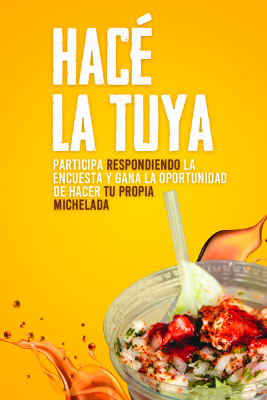 HACÉ
LA TUYA
PARTICIPA RESPONDIENDO LA
ENCUESTA Y GANA LA OPORTUNIDAD
DE HACER TU PROPIA
MICHELADA